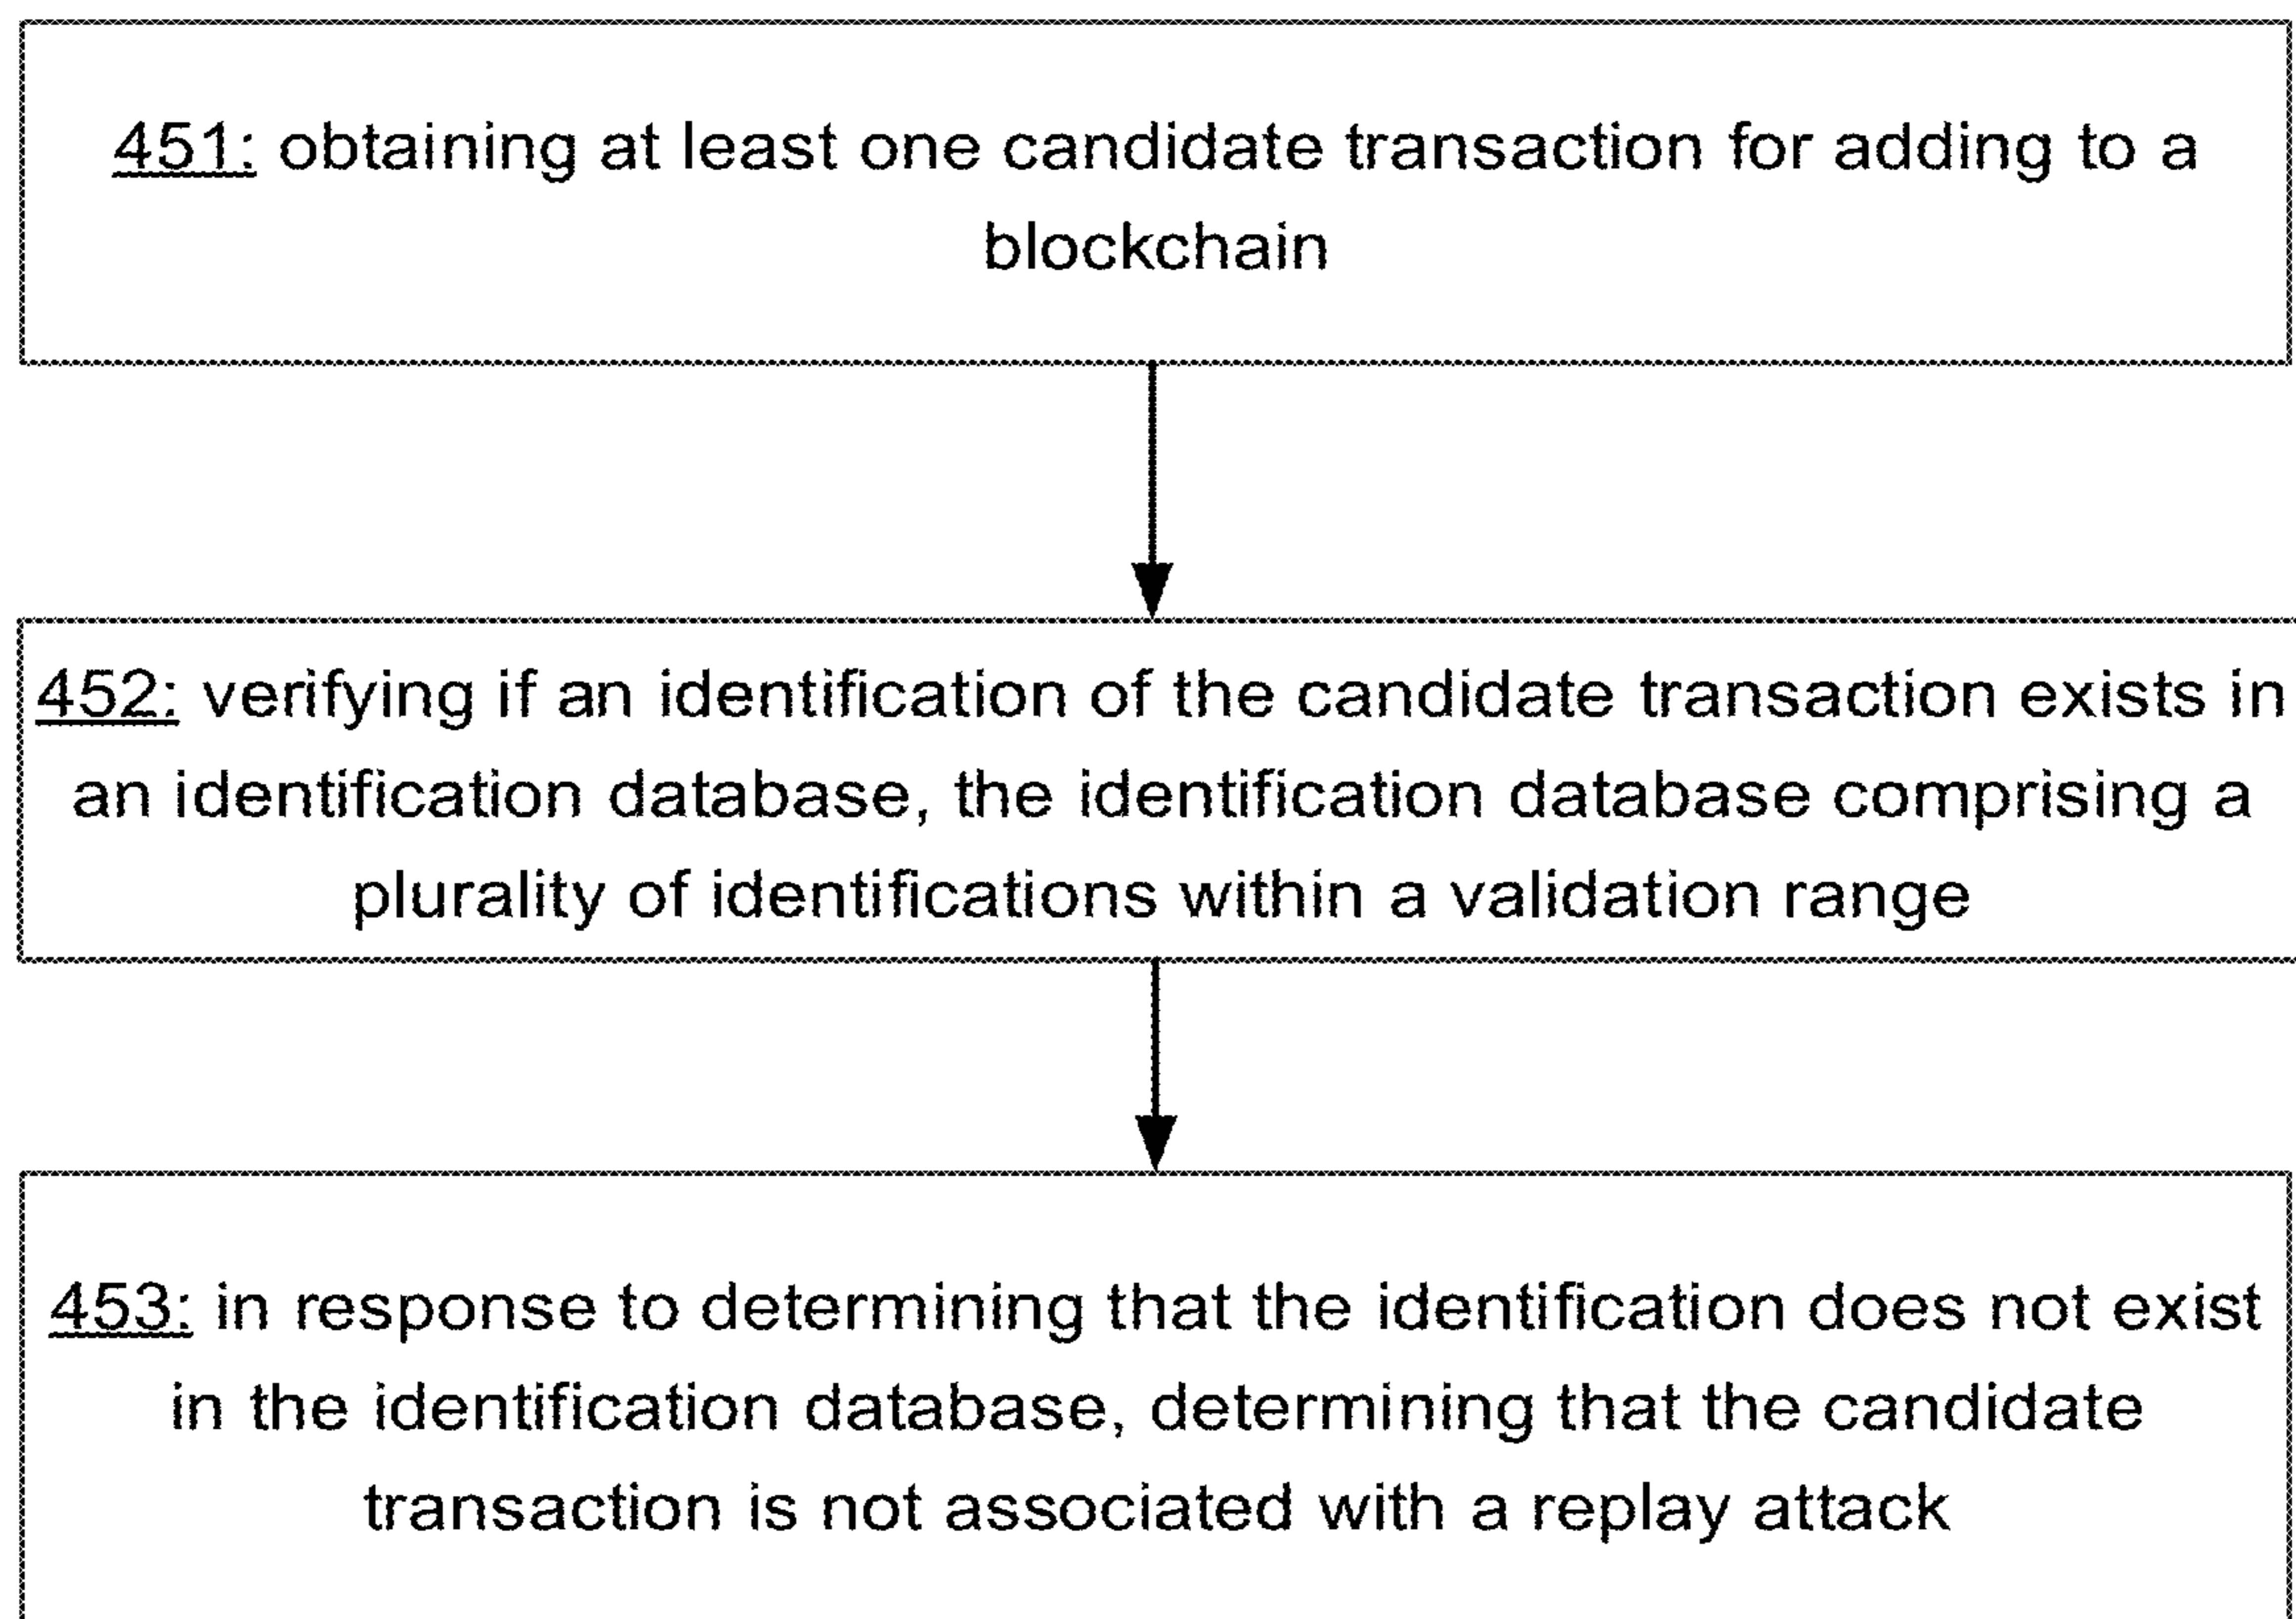 451: obtaining at least one candidate transaction for adding to a
blockchain
452: verifying if an identification of the candidate transaction exists in
an identification database, the identification database comprising a
plurality of identifications within a validation range
453: in response to determining that the identification does not exist
in the identification database, determining that the candidate
transaction is not associated with a replay attack